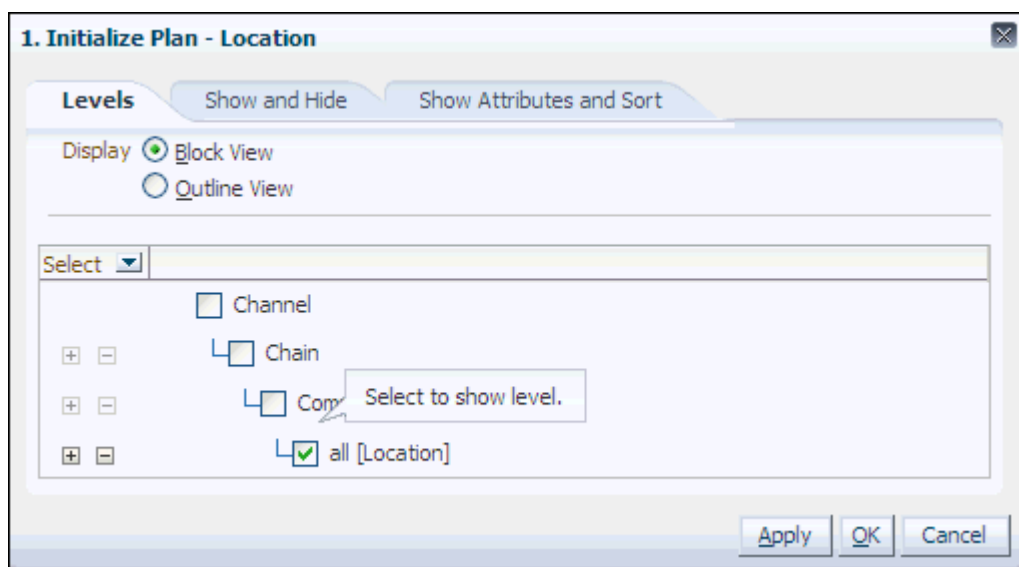 1. Initialize Plan - Location
Levels Show and Hide Show Attributes and Sort
Display Block View
Outline View
Select
Channel
Chain
Select to show level.
all [Location]
Apply OK Cancel